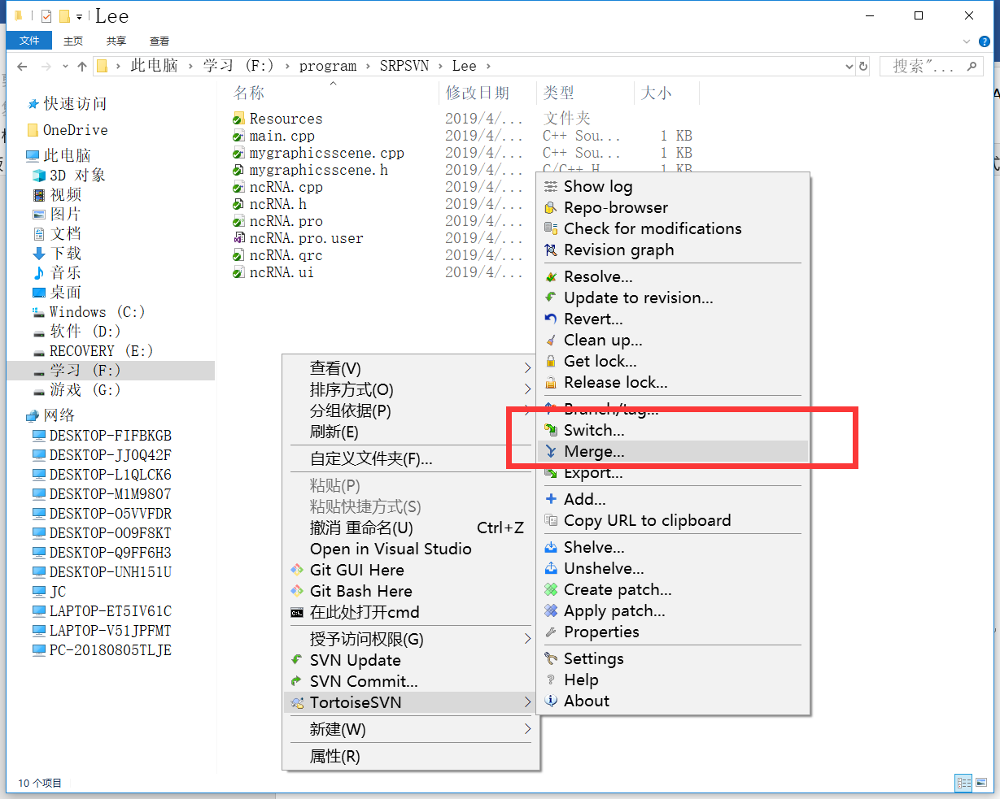 Lee
文件 主页 共享 查看
此电脑 › 学习 (F:) › program › SRPSVN › Lee ›
搜索"...
名称 修改日期 类型 大小
快速访问
OneDrive
此电脑
3D 对象
视频
图片
文档
下载
音乐
桌面
Windows (C:)
软件 (D:)
RECOVERY (E:)
学习 (F:)
游戏 (G:)
网络
DESKTOP-FIFBKGB
DESKTOP-JJ0Q42F
DESKTOP-L1QLCK6
DESKTOP-M1M9807
DESKTOP-O5VVFDR
DESKTOP-OO9F8KT
DESKTOP-Q9FF6H3
DESKTOP-UNH151U
JC
LAPTOP-ET5IV61C
LAPTOP-V51JPFMT
PC-20180805TLJE
Resources 2019/4/... 文件夹
main.cpp 2019/4/... C++ Sou... 1 KB
mygraphicsscene.cpp 2019/4/... C++ Sou... 1 KB
mygraphicsscene.h 2019/4/... C/C++ H 1 KB
ncRNA.cpp 2019/4/...
ncRNA.h 2019/4/...
ncRNA.pro 2019/4/...
ncRNA.pro.user 2019/4/...
ncRNA.qrc 2019/4/...
ncRNA.ui 2019/4/...
查看(V)
排序方式(O)
分组依据(P)
刷新(E)
自定义文件夹(F)...
粘贴(P)
粘贴快捷方式(S)
撤消 重命名(U) Ctrl+Z
Open in Visual Studio
Git GUI Here
Git Bash Here
在此处打开cmd
授予访问权限(G)
SVN Update
SVN Commit...
TortoiseSVN
新建(W)
属性(R)
Show log
Repo-browser
Check for modifications
Revision graph
Resolve...
Update to revision...
Revert...
Clean up...
Get lock...
Release lock...
Branch/tag...
Switch...
Merge...
Export...
Add...
Copy URL to clipboard
Shelve...
Unshelve...
Create patch...
Apply patch...
Properties
Settings
Help
About
10 个项目